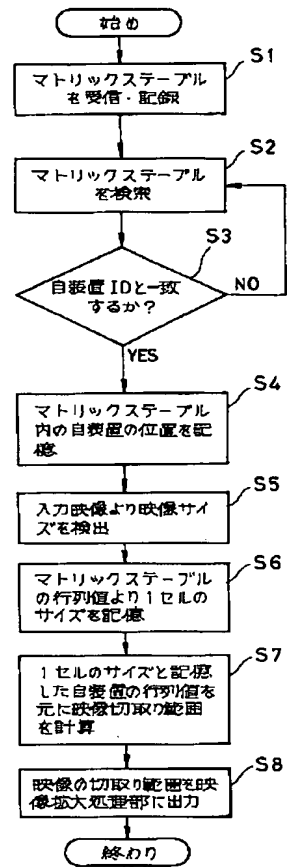 始め
S1
マトリックステーブル
を受信・記録
S2
マトリックステーブル
を検索
S3
自装置IDと一致
するか?
NO
YES
S4
マトリックステーブル
内の自装置の位置を記
憶
S5
入力映像より映像サイ
ズを検出
S6
マトリックステーブル
の行列値より1セルの
サイズを記憶
S7
1セルのサイズと記憶
した自装置の行列値を
元に映像切取り範囲
を計算
S8
映像の切取り範囲を映
像拡大処理部に出力
終わり